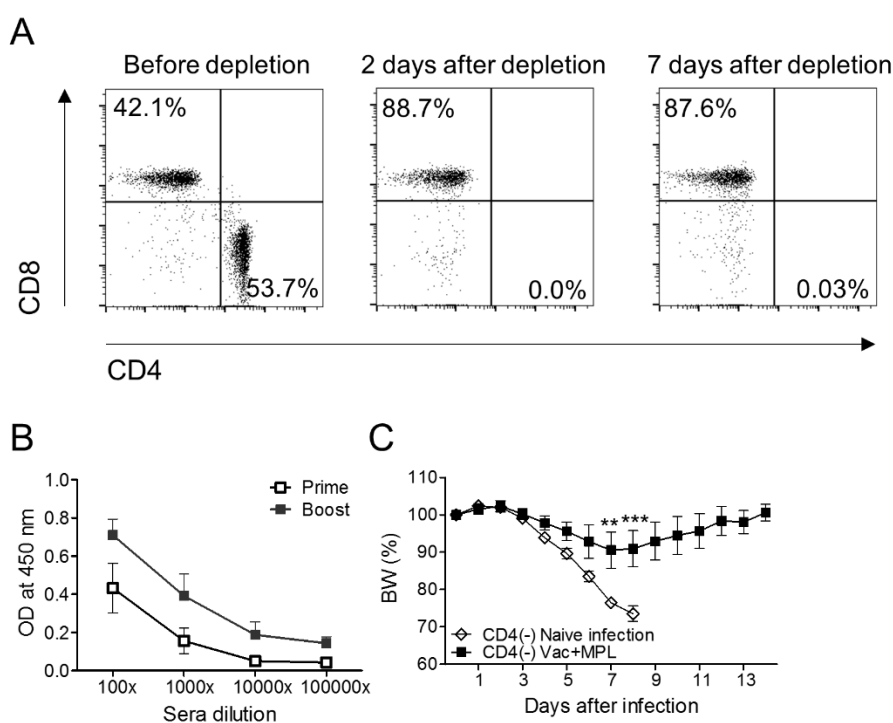 A
Before depletion
2 days after depletion
7 days after depletion
42.1%
88.7%
87.6%
53.7%
0.0%
0.03%
CD8
CD4
B
1.0
0.8
0.6
0.4
0.2
0.0
OD at 450 nm
Prime
Boost
100x 1000x 10000x 100000x
Sera dilution
C
110
100
90
80
70
60
BW (%)
** ***
CD4(-) Naive infection
CD4(-) Vac+MPL
1 3 5 7 9 11 13
Days after infection